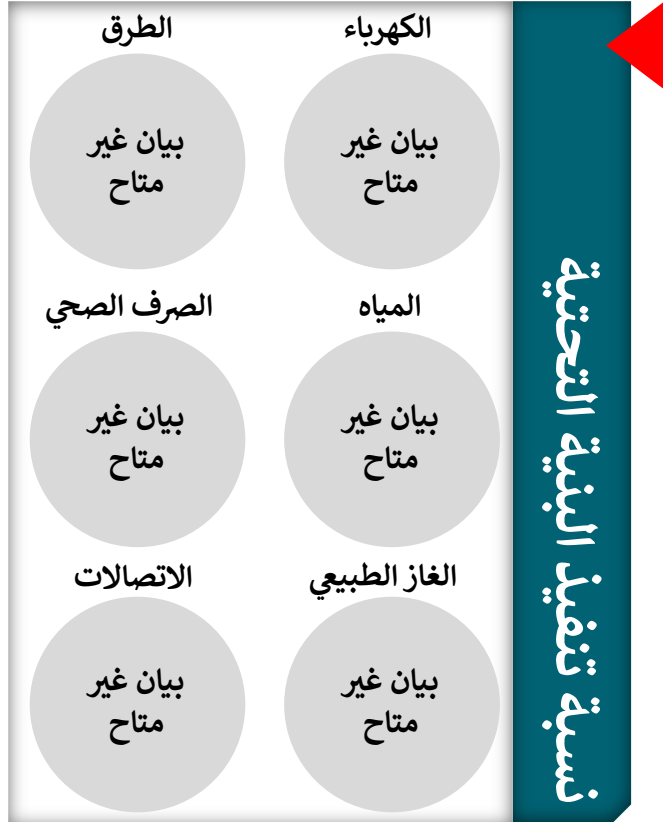 نسبة تنفيذ البنية التحتية
الكهرباء
بيان غير
متاح
الطرق
بيان غير
متاح
المياه
بيان غير
متاح
الصرف الصحي
بيان غير
متاح
الغاز الطبيعي
بيان غير
متاح
الاتصالات
بيان غير
متاح